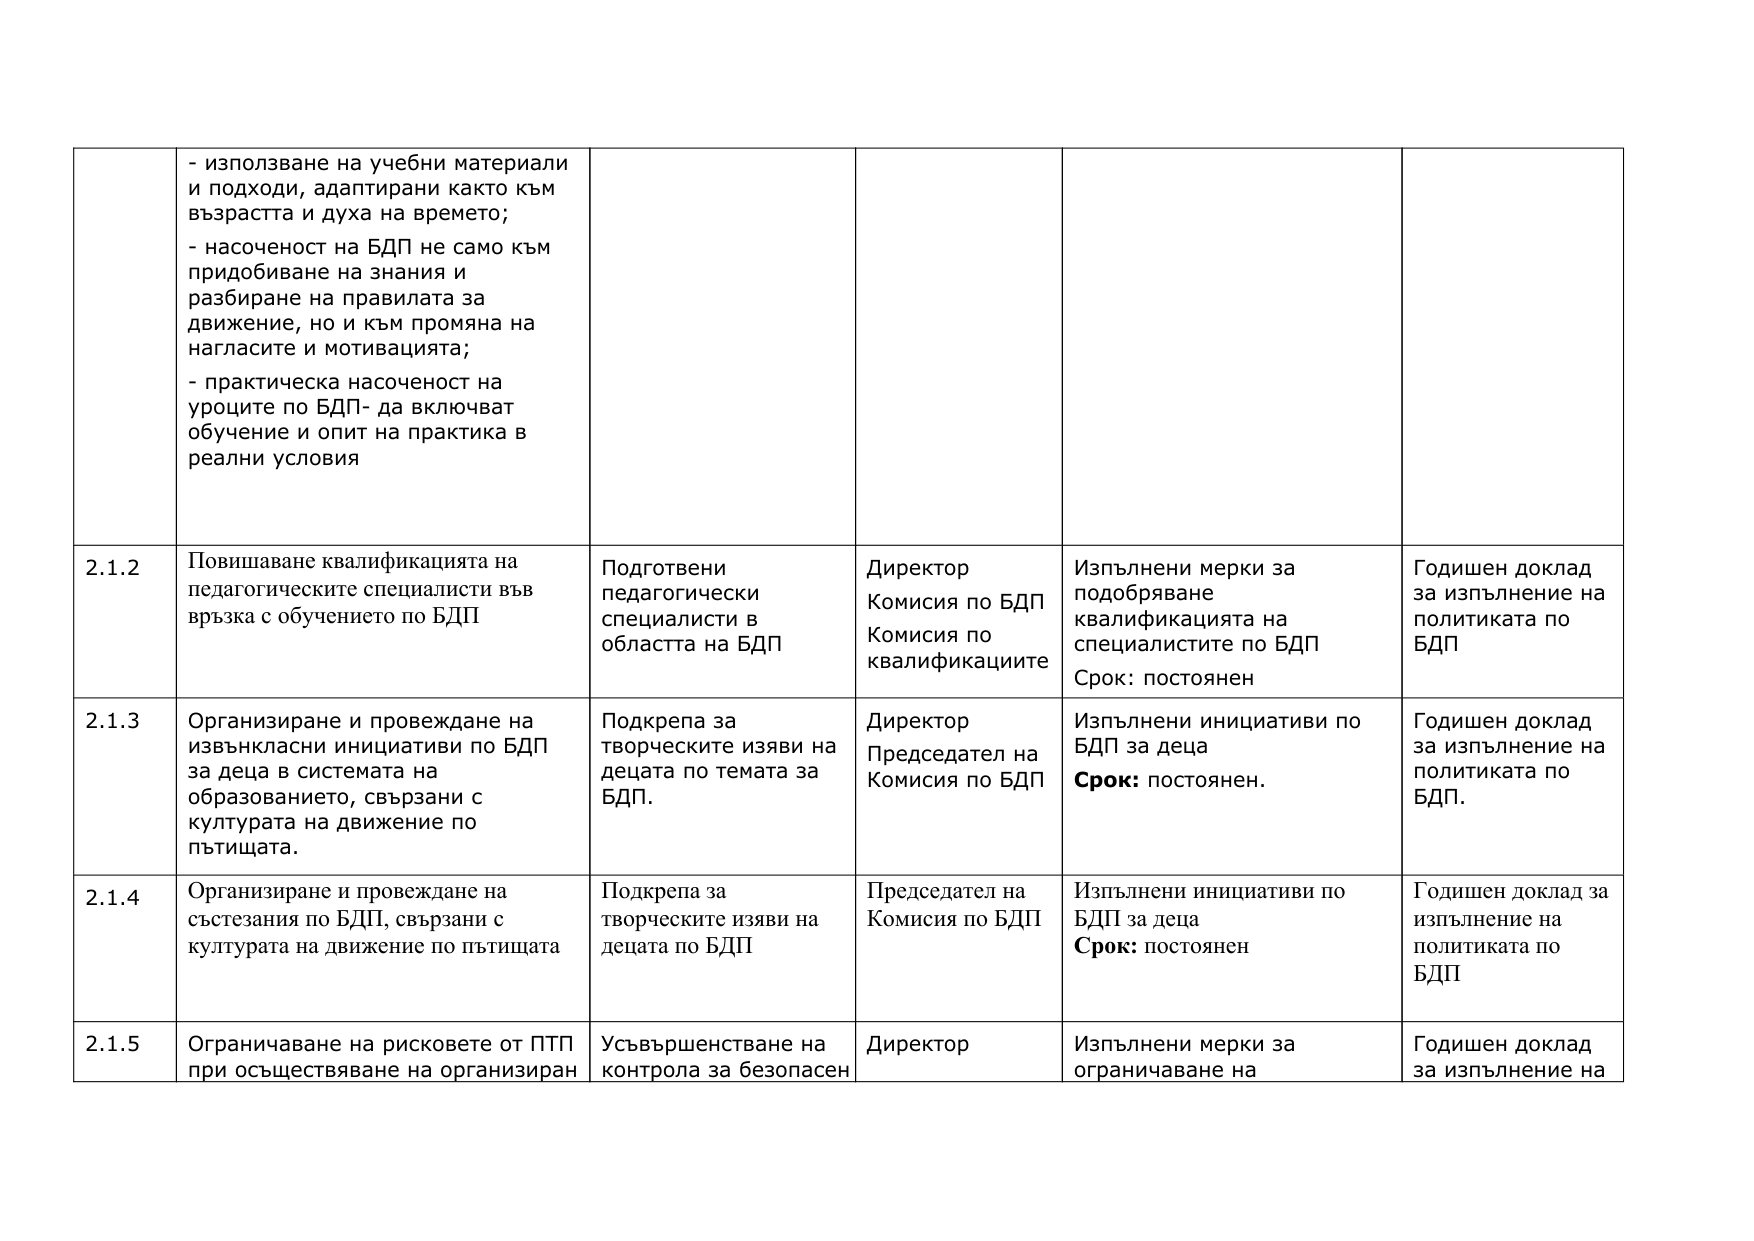 - използване на учебни материали
и подходи, адаптирани както към
възрастта и духа на времето;
- насоченост на БДП не само към
придобиване на знания и
разбиране на правилата за
движение, но и към промяна на
нагласите и мотивацията;
- практическа насоченост на
уроците по БДП- да включват
обучение и опит на практика в
реални условия
2.1.2
Повишаване квалификацията на
педагогическите специалисти във
връзка с обучението по БДП
Подготвени
педагогически
специалисти в
областта на БДП
Директор
Комисия по БДП
Комисия по
квалификациите
Изпълнени мерки за
подобряване
квалификацията на
специалистите по БДП
Срок: постоянен
Годишен доклад
за изпълнение на
политиката по
БДП
2.1.3
Организиране и провеждане на
извънкласни инициативи по БДП
за деца в системата на
образованието, свързани с
културата на движение по
пътищата.
Подкрепа за
творческите изяви на
децата по темата за
БДП.
Директор
Председател на
Комисия по БДП
Изпълнени инициативи по
БДП за деца
Срок: постоянен.
Годишен доклад
за изпълнение на
политиката по
БДП.
2.1.4
Организиране и провеждане на
състезания по БДП, свързани с
културата на движение по пътищата
Подкрепа за
творческите изяви на
децата по БДП
Председател на
Комисия по БДП
Изпълнени инициативи по
БДП за деца
Срок: постоянен
Годишен доклад за
изпълнение на
политиката по
БДП
2.1.5
Ограничаване на рисковете от ПТП
при осъществяване на организиран
Усъвършенстване на
контрола за безопасен
Директор
Изпълнени мерки за
ограничаване на
Годишен доклад
за изпълнение на